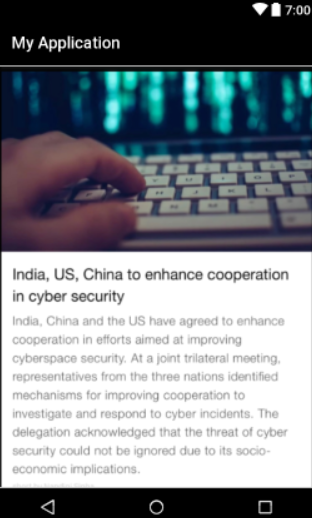 7:00
My Application
India, US, China to enhance cooperation
in cyber security
India, China and the US have agreed to enhance
cooperation in efforts aimed at improving
cyberspace security. At a joint trilateral meeting,
representatives from the three nations identified
mechanisms for improving cooperation to
investigate and respond to cyber incidents. The
delegation acknowledged that the threat of cyber
security could not be ignored due to its socio-
economic implications.